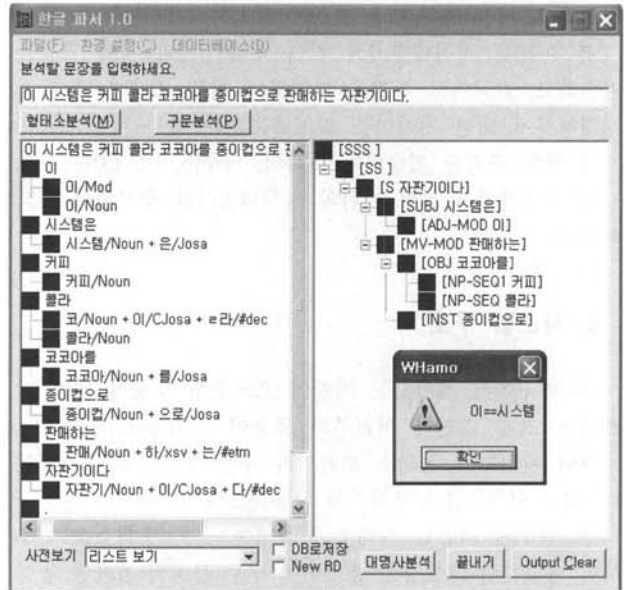 한글 파서 1.0
파일(F) 환경 설정(C) 데이터베이스(D)
분석할 문장을 입력하세요.
이 시스템은 커피 콜라 코코아를 종이컵으로 판매하는 자판기이다.
형태소분석(M) 구문분석(P)
이 시스템은 커피 콜라 코코아를 종이컵으로
이
이/Mod
이/Noun
시스템은
시스템/Noun + 은/Josa
커피
커피/Noun
콜라
코/Noun + 이/CJosa + ㄹ라/#dec
콜라/Noun
코코아를
코코아/Noun + 를/Josa
종이컵으로
종이컵/Noun + 으로/Josa
판매하는
판매/Noun + 하/xsv + 는/#etm
자판기이다
자판기/Noun + 이/CJosa + 다/#dec
.
[SSS ]
[SS ]
[S 자판기이다]
[SUBJ 시스템은]
[ADJ-MOD 이]
[MV-MOD 판매하는]
[OBJ 코코아를]
[NP-SEQ1 커피]
[NP-SEQ 콜라]
[INST 종이컵으로]
WHamo
이==시스템
확인
사전보기 리스트 보기
DB로저장
New RD
대명사분석 끝내기 Output Clear